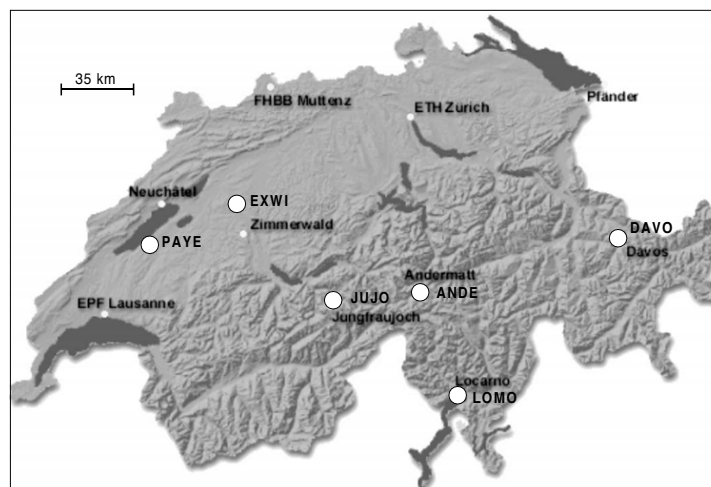 35 km
FHBB Muttenz
ETH Zürich
Pfänder
Neuchâtel
EXWI
Zimmerwald
PAYE
DAVO
Davos
Andermatt
ANDE
EPF Lausanne
JUJO
Jungfraujoch
Locarno
LOMO